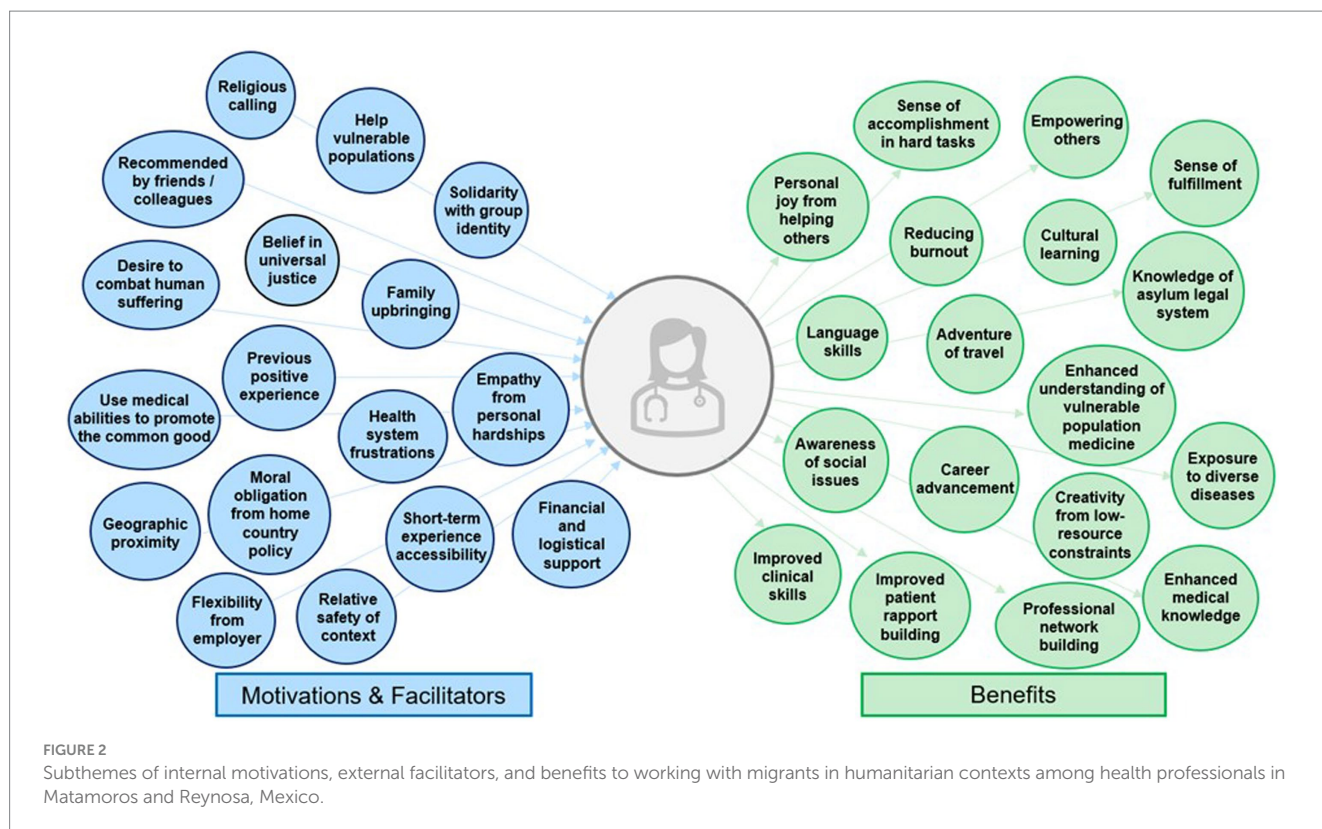 Religious
calling
Help
vulnerable
populations
Recommended
by friends /
colleagues
Solidarity
with group
identity
Belief in
universal
justice
Desire to
combat human
suffering
Family
upbringing
Previous
positive
experience
Empathy
from
personal
hardships
Use medical
abilities to promote
the common good
Health
system
frustrations
Moral
obligation
from home
country
policy
Geographic
proximity
Short-term
experience
accessibility
Financial
and
logistical
support
Flexibility
from
employer
Relative
safety of
context
Motivations & Facilitators
Sense of
accomplishment
in hard tasks
Empowering
others
Sense of
fulfillment
Personal
joy from
helping
others
Reducing
burnout
Cultural
learning
Knowledge of
asylum legal
system
Language
skills
Adventure
of travel
Enhanced
understanding of
vulnerable
population
medicine
Awareness
of social
issues
Career
advancement
Exposure
to diverse
diseases
Creativity
from low-
resource
constraints
Improved
clinical
skills
Improved
patient
rapport
building
Professional
network
building
Enhanced
medical
knowledge
Benefits
FIGURE 2
Subthemes of internal motivations, external facilitators, and benefits to working with migrants in humanitarian contexts among health professionals in
Matamoros and Reynosa, Mexico.